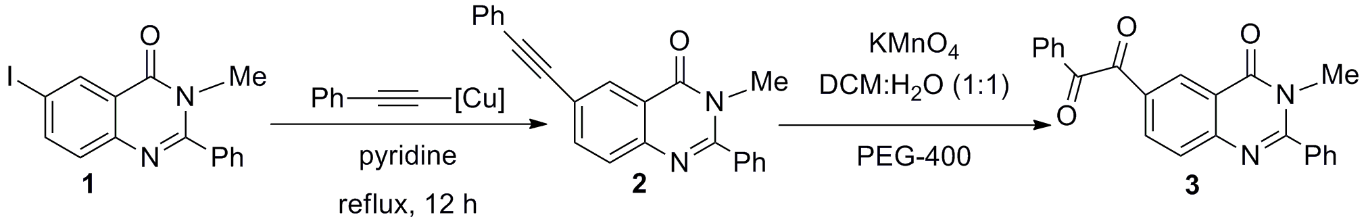 I
O
N
Me
N
Ph
1
Ph
[Cu]
pyridine
reflux, 12 h
Ph
O
N
Me
N
Ph
2
KMnO4
DCM:H2O (1:1)
PEG-400
Ph
O
O
O
N
Me
N
Ph
3